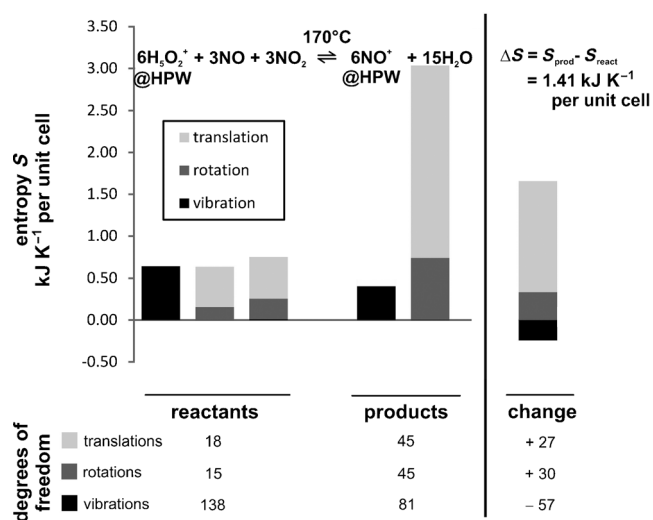 170°C
6H₅O₂⁺ + 3NO + 3NO₂ ⇌ 6NO⁺ + 15H₂O
@HPW @HPW
ΔS = Sprod- Sreact
= 1.41 kJ K⁻¹
per unit cell
entropy S
kJ K⁻¹ per unit cell
3.50
3.00
2.50
2.00
1.50
1.00
0.50
0.00
-0.50
translation
rotation
vibration
reactants products change
degrees of
freedom
translations 18 45 + 27
rotations 15 45 + 30
vibrations 138 81 − 57